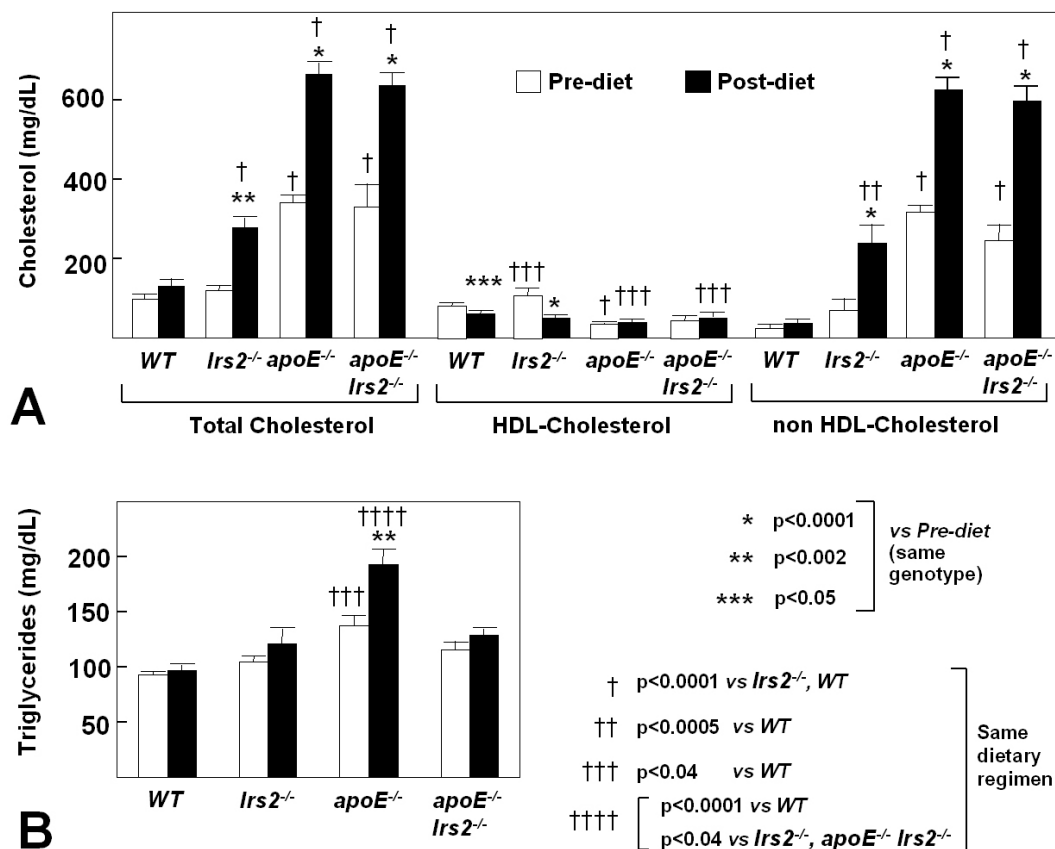 A
Cholesterol (mg/dL)
600
400
200
Pre-diet
Post-diet
† † † †
* *
† ** † †
*** ††† * † ††† †††
†† * † † * † † *
WT Irs2-/- apoE-/- apoE-/- Irs2-/-
WT Irs2-/- apoE-/- apoE-/- Irs2-/-
WT Irs2-/- apoE-/- apoE-/- Irs2-/-
Total Cholesterol
HDL-Cholesterol
non HDL-Cholesterol
B
Triglycerides (mg/dL)
200
150
100
50
††††
**
†††
WT Irs2-/- apoE-/- apoE-/- Irs2-/-
* p<0.0001
** p<0.002
*** p<0.05
vs Pre-diet
(same
genotype)
† p<0.0001 vs Irs2-/-, WT
†† p<0.0005 vs WT
††† p<0.04 vs WT
†††† p<0.0001 vs WT
p<0.04 vs Irs2-/-, apoE-/- Irs2-/-
Same
dietary
regimen